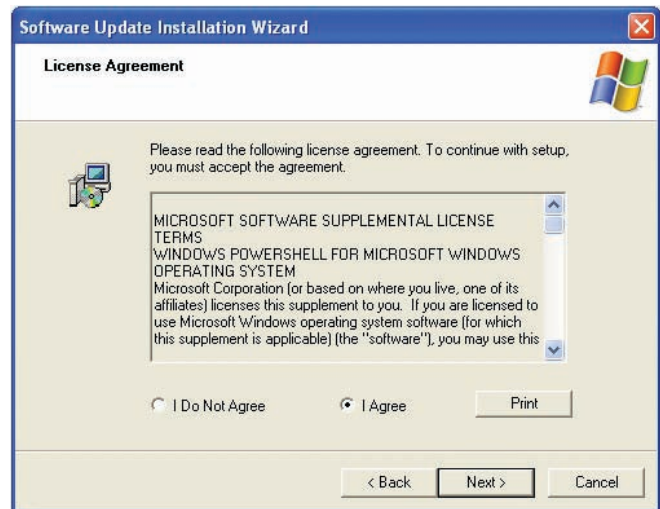 Software Update Installation Wizard
License Agreement
Please read the following license agreement. To continue with setup,
you must accept the agreement.
MICROSOFT SOFTWARE SUPPLEMENTAL LICENSE
TERMS
WINDOWS POWERSHELL FOR MICROSOFT WINDOWS
OPERATING SYSTEM
Microsoft Corporation (or based on where you live, one of its
affiliates) licenses this supplement to you.  If you are licensed to
use Microsoft Windows operating system software (for which
this supplement is applicable) (the "software"), you may use this
I Do Not Agree
I Agree
Print
< Back
Next >
Cancel